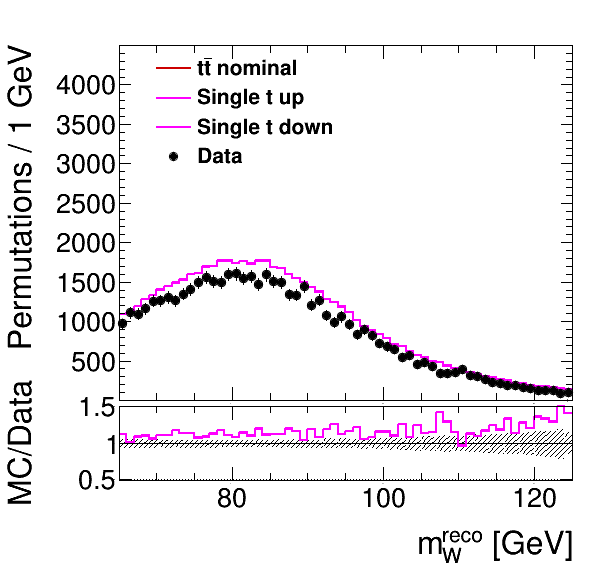 Permutations / 1 GeV
4000
3500
3000
2500
2000
1500
1000
500
tt̄ nominal
Single t up
Single t down
Data
MC/Data
1.5
1
0.5
80
100
120
m_W^reco [GeV]